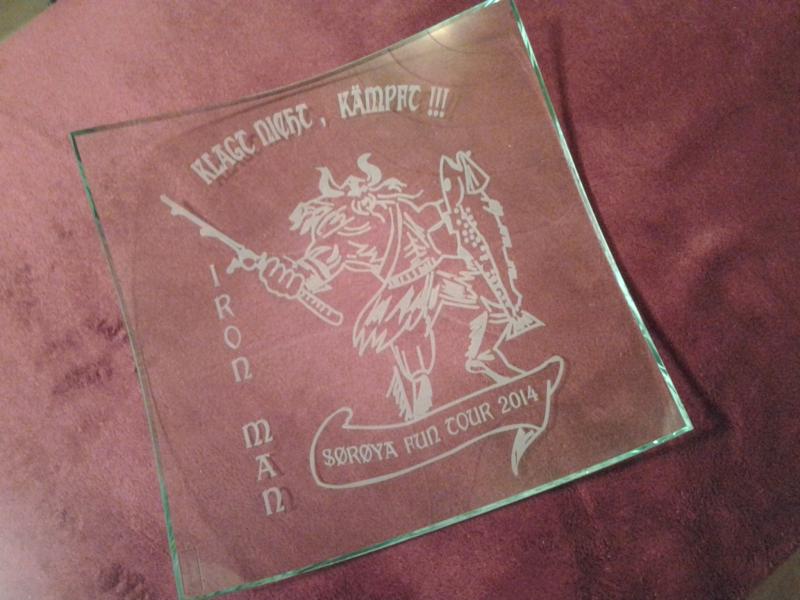 KLAGT NICHT, KÄMPFT !!!
IRON MAN
SØRØYA FUN TOUR 2014